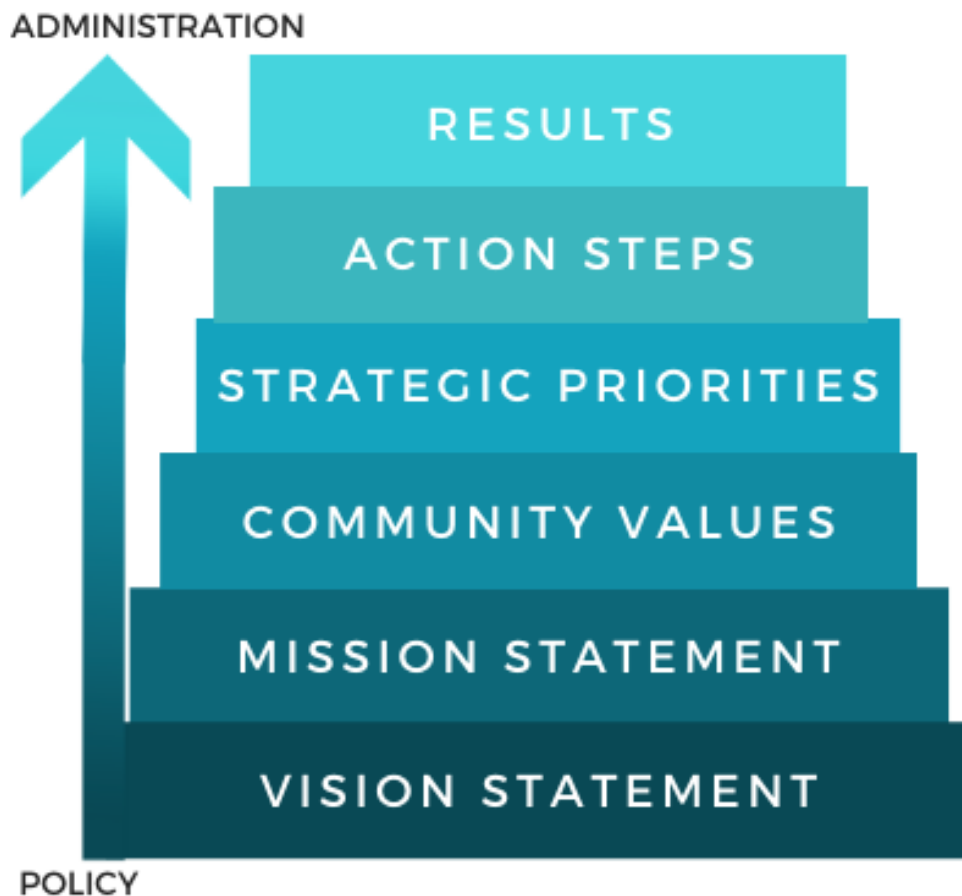 ADMINISTRATION
RESULTS
ACTION STEPS
STRATEGIC PRIORITIES
COMMUNITY VALUES
MISSION STATEMENT
VISION STATEMENT
POLICY